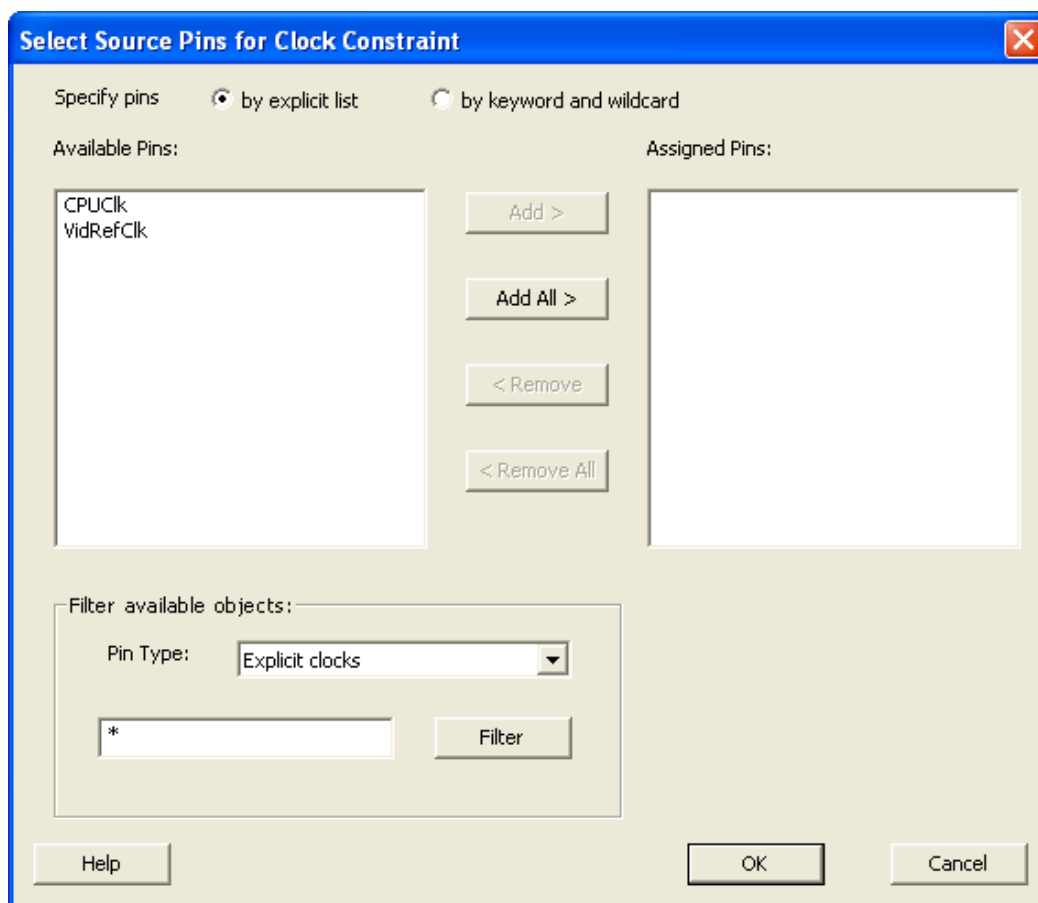 Select Source Pins for Clock Constraint
Specify pins by explicit list by keyword and wildcard
Available Pins: Assigned Pins:
CPUClk
VidRefClk
Add >
Add All >
< Remove
< Remove All
Filter available objects:
Pin Type: Explicit clocks
* Filter
Help OK Cancel